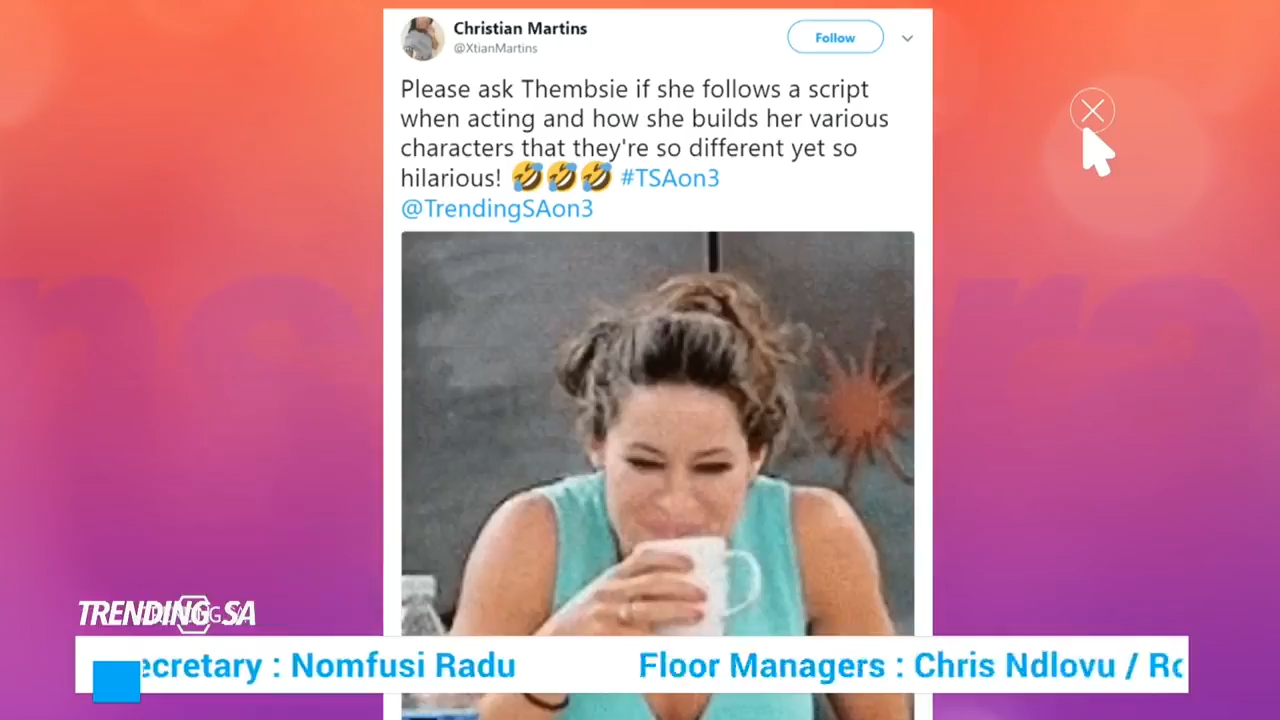 Christian Martins
@XtianMartins
Follow
Please ask Thembsie if she follows a script
when acting and how she builds her various
characters that they're so different yet so
hilarious! 🤣🤣🤣 #TSAon3
@TrendingSAon3
TRENDING SA
ecretary : Nomfusi Radu
Floor Managers : Chris Ndlovu /